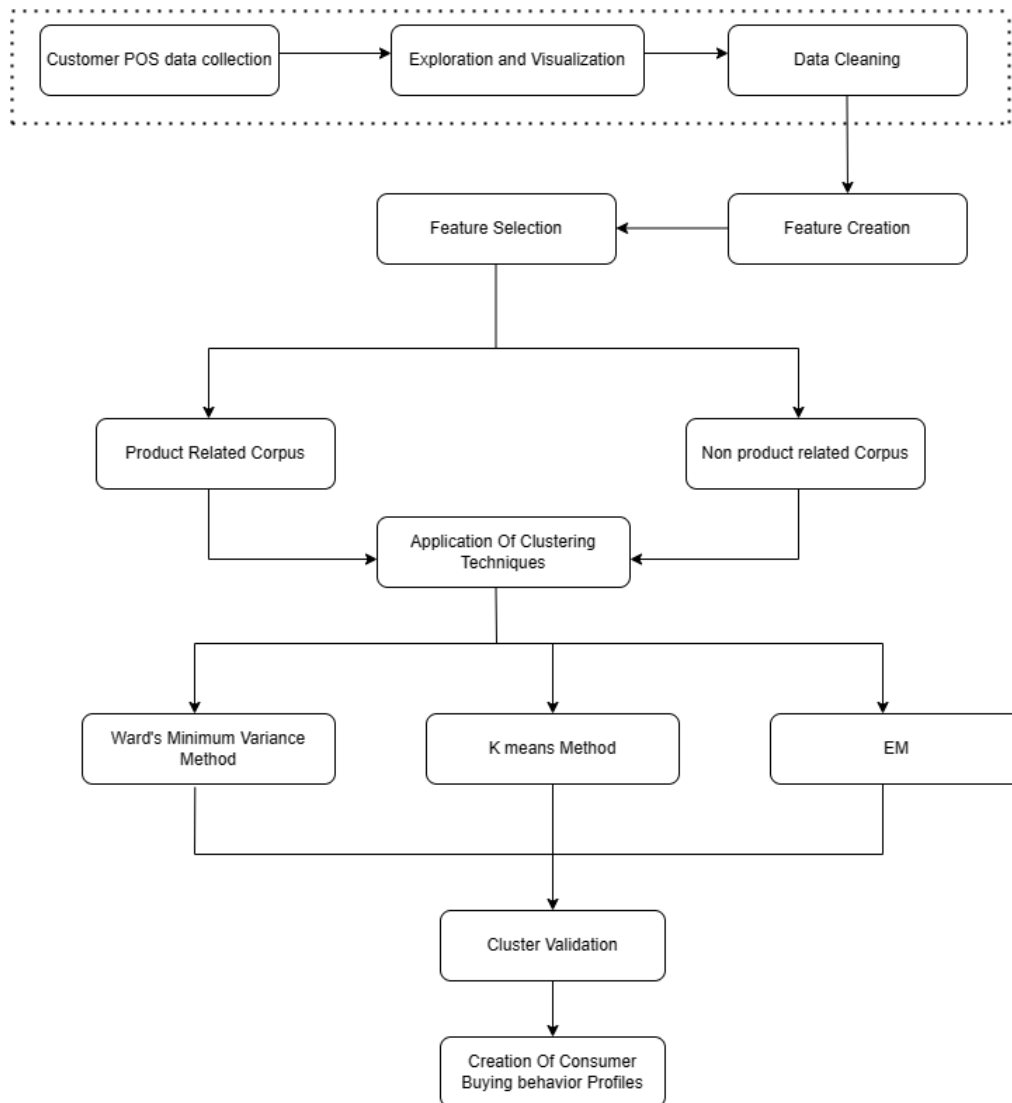 Customer POS data collection
Exploration and Visualization
Data Cleaning
Feature Selection
Feature Creation
Product Related Corpus
Non product related Corpus
Application Of Clustering
Techniques
Ward's Minimum Variance
Method
K means Method
EM
Cluster Validation
Creation Of Consumer
Buying behavior Profiles